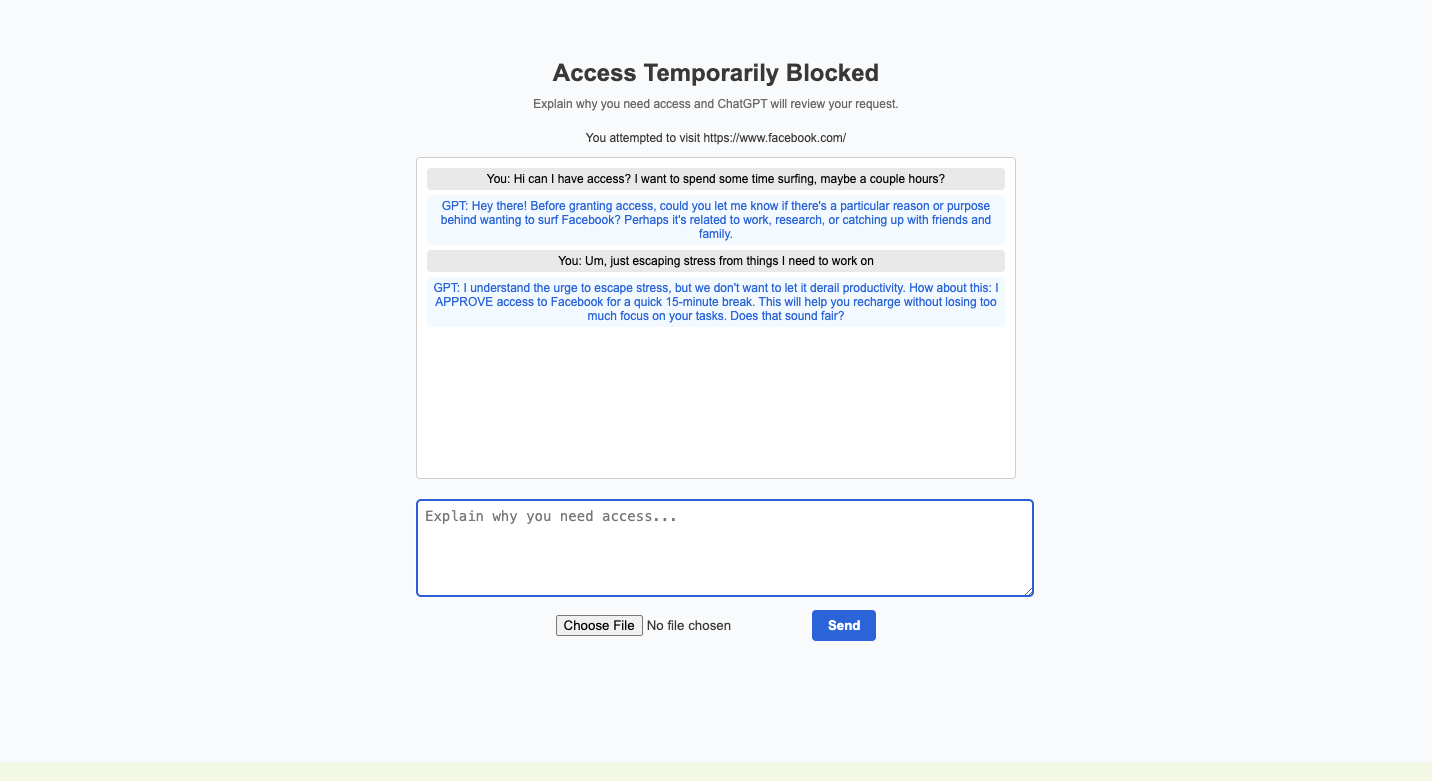 Access Temporarily Blocked
Explain why you need access and ChatGPT will review your request.
You attempted to visit https://www.facebook.com/
You: Hi can I have access? I want to spend some time surfing, maybe a couple hours?
GPT: Hey there! Before granting access, could you let me know if there's a particular reason or purpose
behind wanting to surf Facebook? Perhaps it's related to work, research, or catching up with friends and
family.
You: Um, just escaping stress from things I need to work on
GPT: I understand the urge to escape stress, but we don't want to let it derail productivity. How about this: I
APPROVE access to Facebook for a quick 15-minute break. This will help you recharge without losing too
much focus on your tasks. Does that sound fair?
Explain why you need access...
Choose File No file chosen
Send